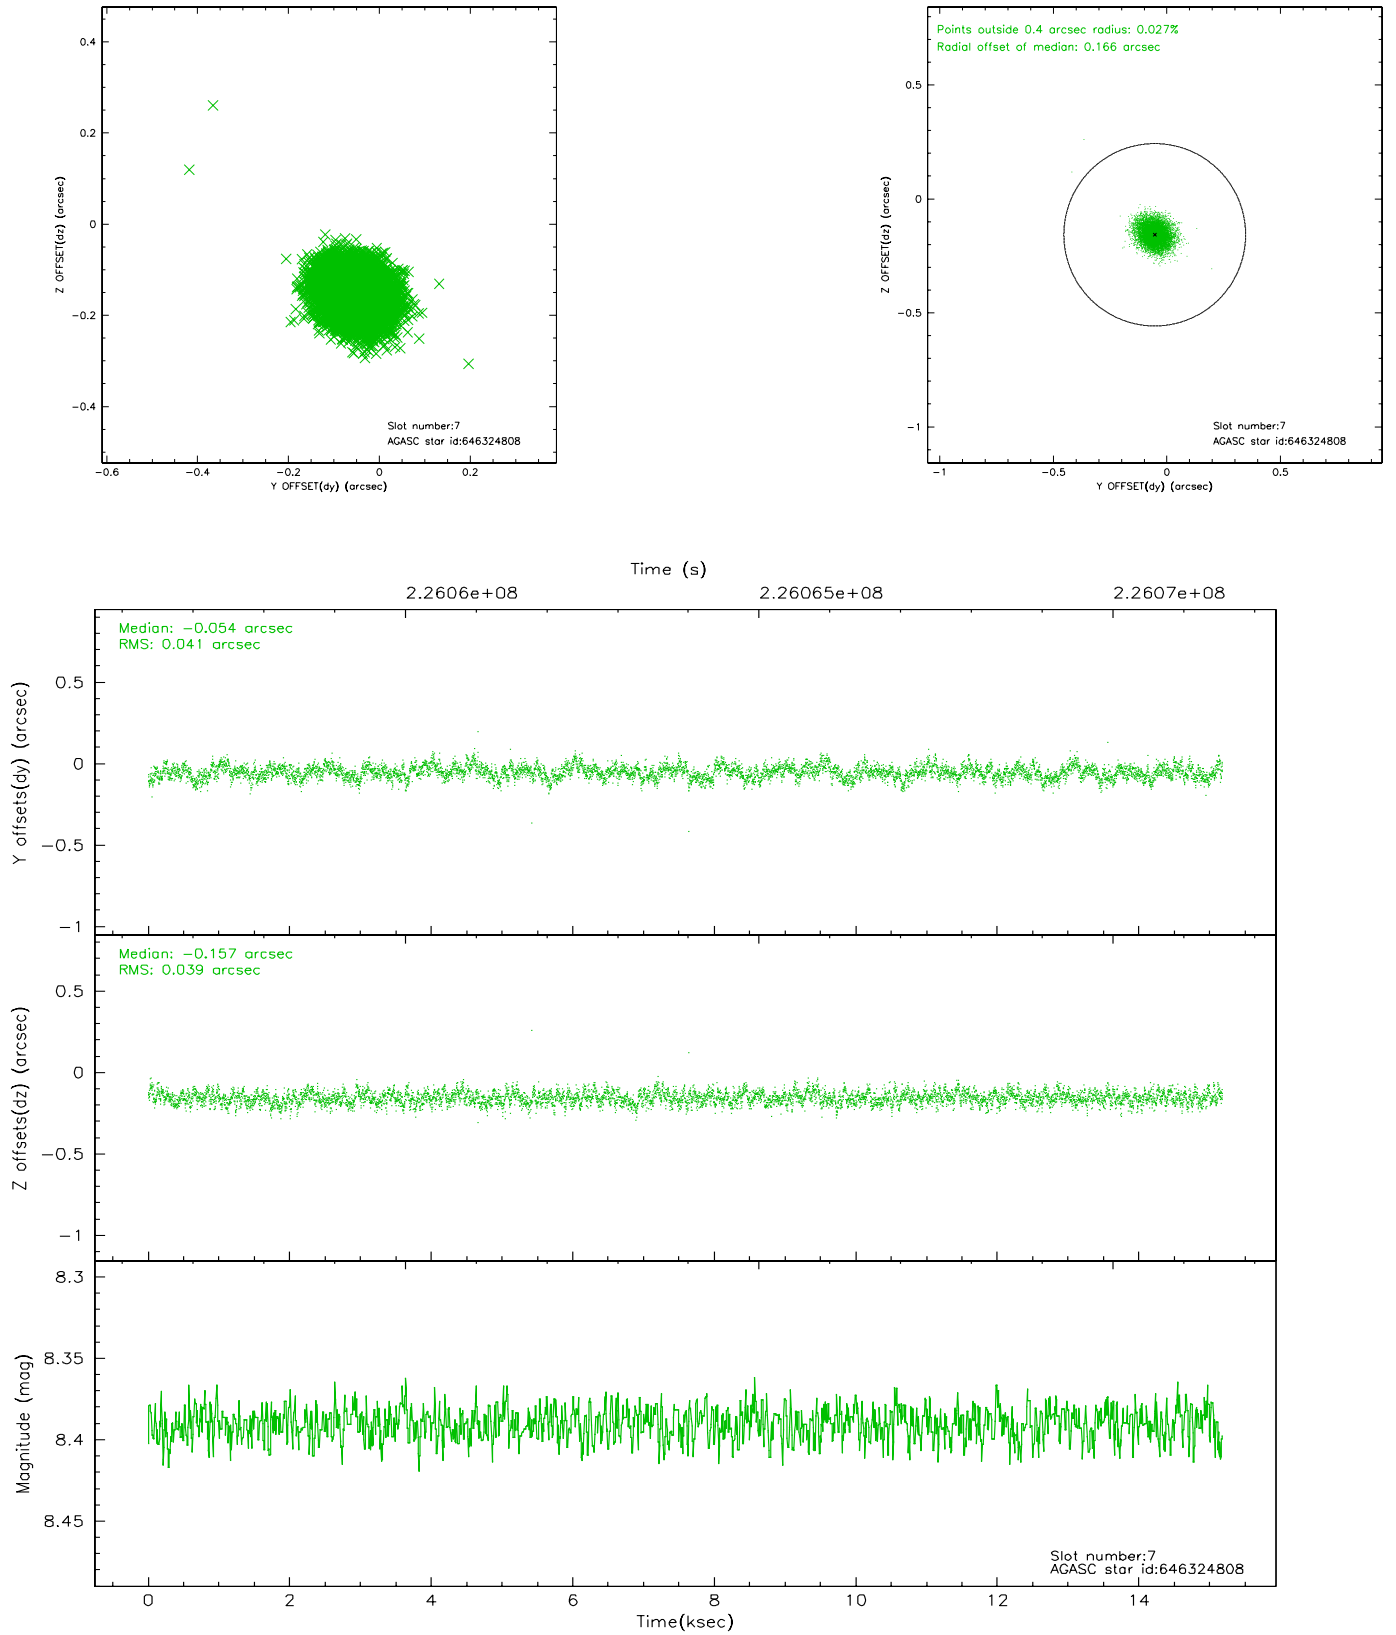 0.4
0.2
0
−0.2
−0.4
Z OFFSET(dz) (arcsec)
Slot number:7
AGASC star id:646324808
−0.6
−0.4
−0.2
0
0.2
Y OFFSET(dy) (arcsec)
Points outside 0.4 arcsec radius: 0.027%
Radial offset of median: 0.166 arcsec
0.5
0
−0.5
−1
Z OFFSET(dz) (arcsec)
Slot number:7
AGASC star id:646324808
−1
−0.5
0
0.5
Y OFFSET(dy) (arcsec)
Time (s)
2.2606e+08
2.26065e+08
2.2607e+08
Median: −0.054 arcsec
RMS: 0.041 arcsec
0.5
0
−0.5
−1
Y offsets(dy) (arcsec)
Median: −0.157 arcsec
RMS: 0.039 arcsec
0.5
0
−0.5
−1
Z offsets(dz) (arcsec)
8.3
8.35
8.4
8.45
Magnitude (mag)
Slot number:7
AGASC star id:646324808
0
2
4
6
8
10
12
14
Time(ksec)